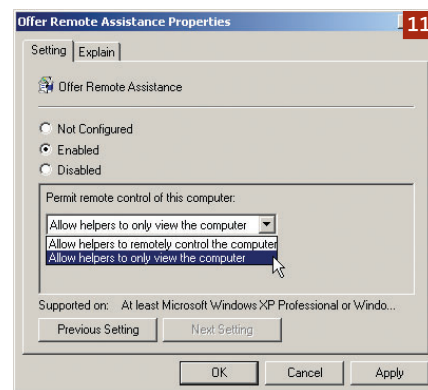 Offer Remote Assistance Properties
11
Setting Explain
Offer Remote Assistance
Not Configured
Enabled
Disabled
Permit remote control of this computer:
Allow helpers to only view the computer
Allow helpers to remotely control the computer
Allow helpers to only view the computer
Supported on: At least Microsoft Windows XP Professional or Windo...
Previous Setting Next Setting
OK Cancel Apply